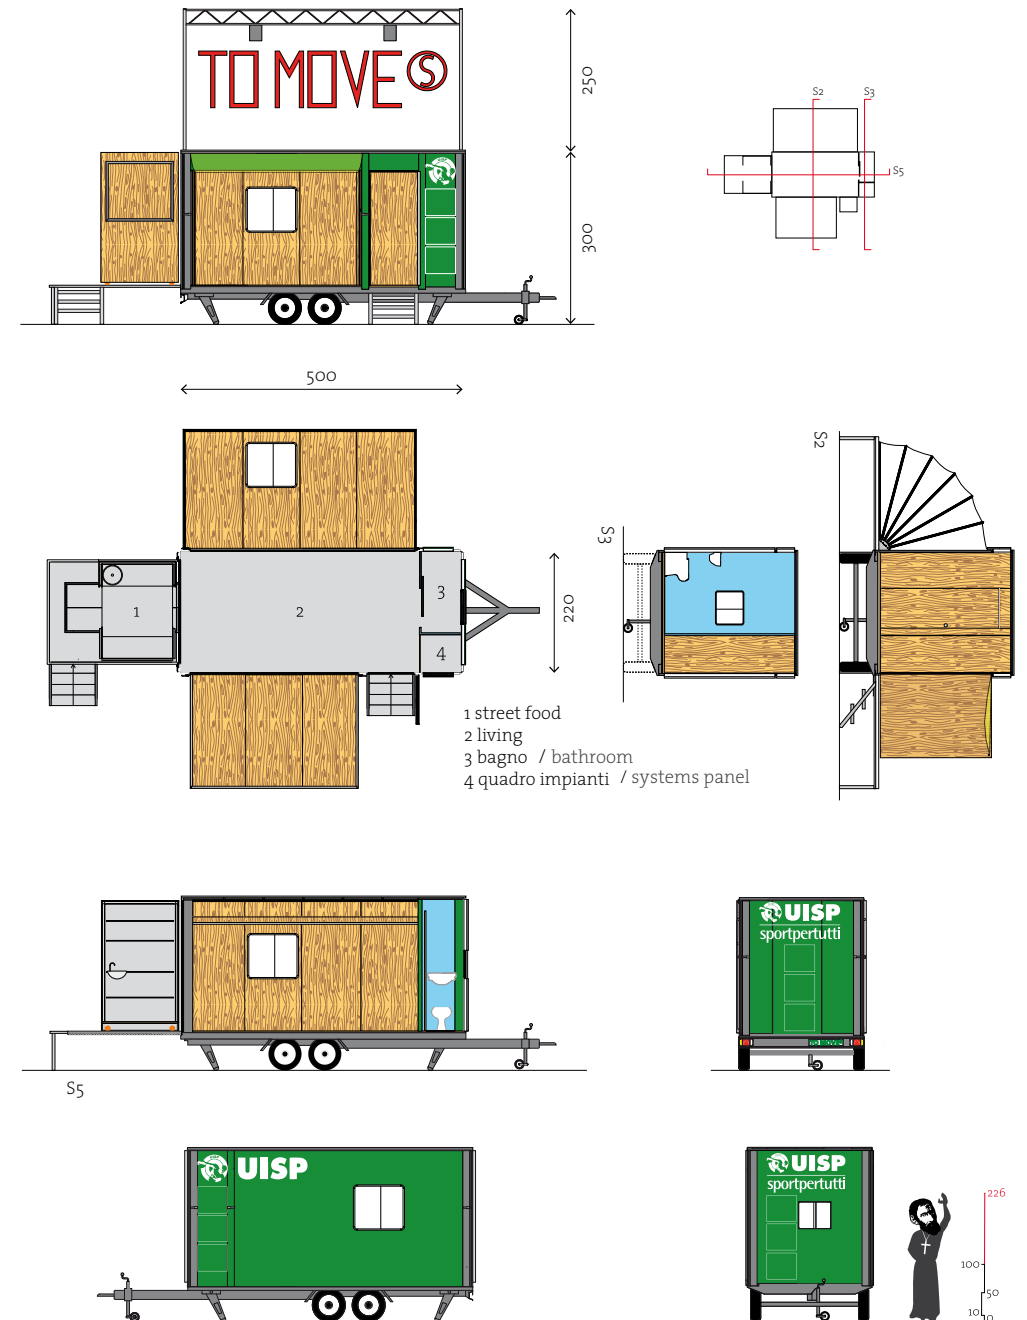 TO MOVE S
250
300
S2
S3
S5
500
S2
S3
1
2
3
4
220
1 street food
2 living
3 bagno / bathroom
4 quadro impianti / systems panel
UISP
sportpertutti
S5
UISP
UISP
sportpertutti
226
100
50
10
0